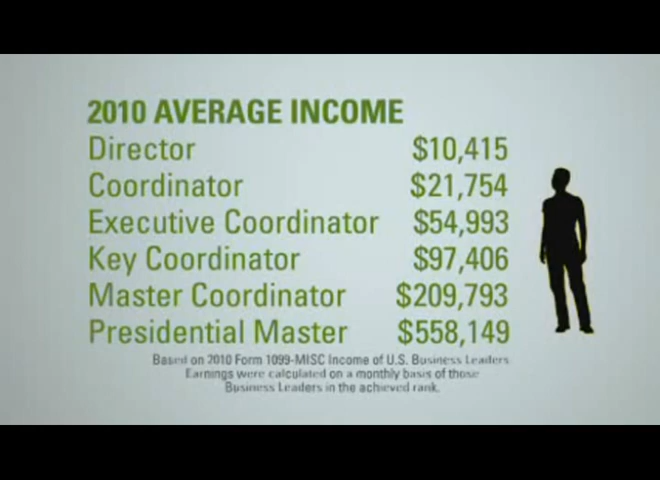 2010 AVERAGE INCOME
Director $10,415
Coordinator $21,754
Executive Coordinator $54,993
Key Coordinator $97,406
Master Coordinator $209,793
Presidential Master $558,149
Based on 2010 Form 1099-MISC Income of U.S. Business Leaders
Earnings were calculated on a monthly basis of those
Business Leaders in the achieved rank.